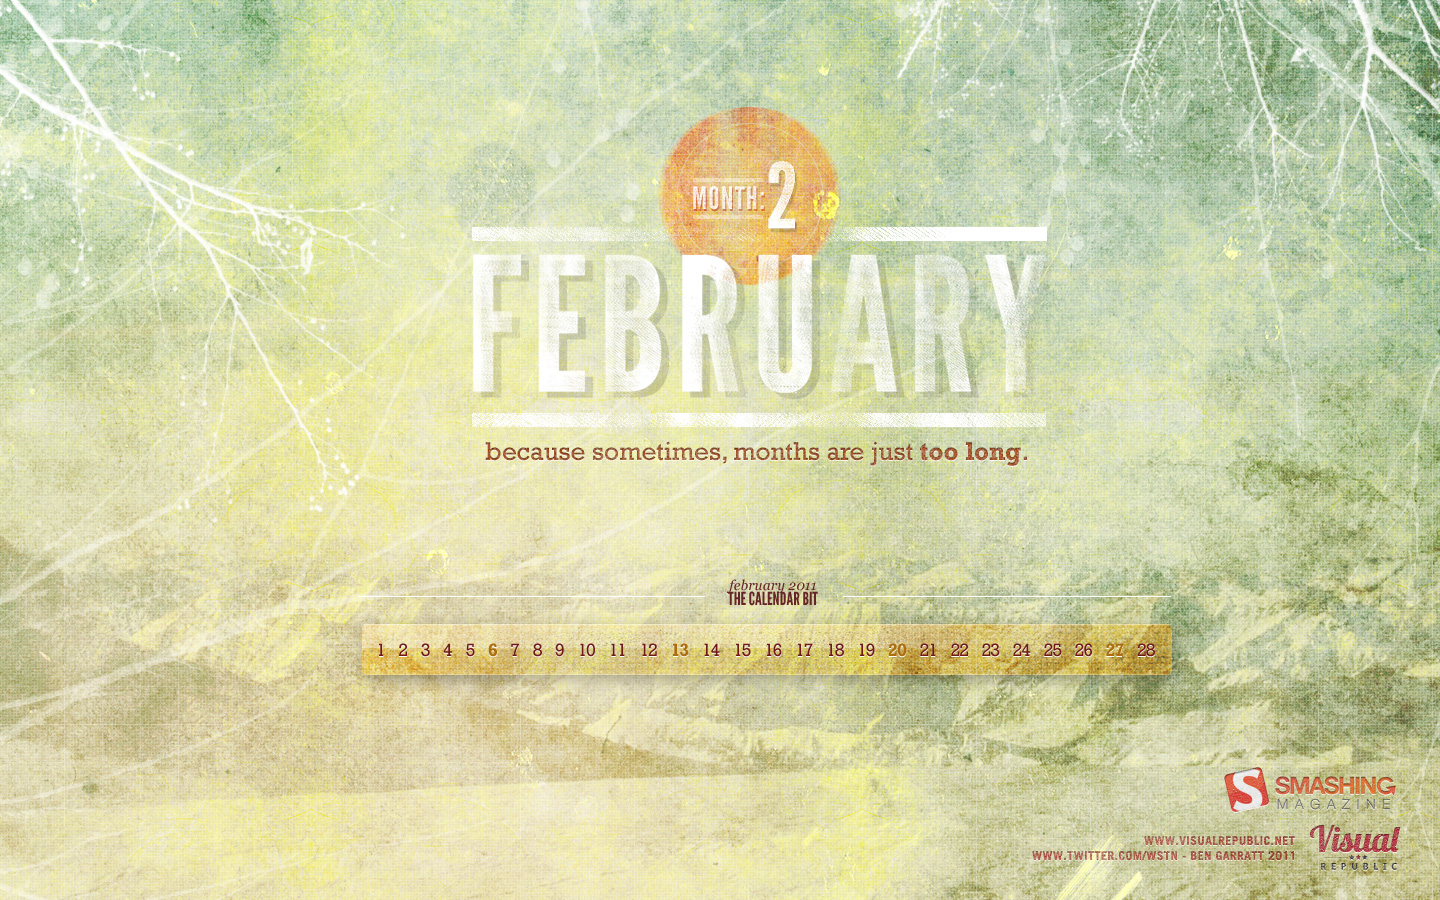 MONTH: 2
FEBRUARY
because sometimes, months are just too long.
february 2011
THE CALENDAR BIT
1 2 3 4 5 6 7 8 9 10 11 12 13 14 15 16 17 18 19 20 21 22 23 24 25 26 27 28
S SMASHING
MAGAZINE
WWW.VISUALREPUBLIC.NET
WWW.TWITTER.COM/WSTN - BEN GARRATT 2011
Visual
REPUBLIC